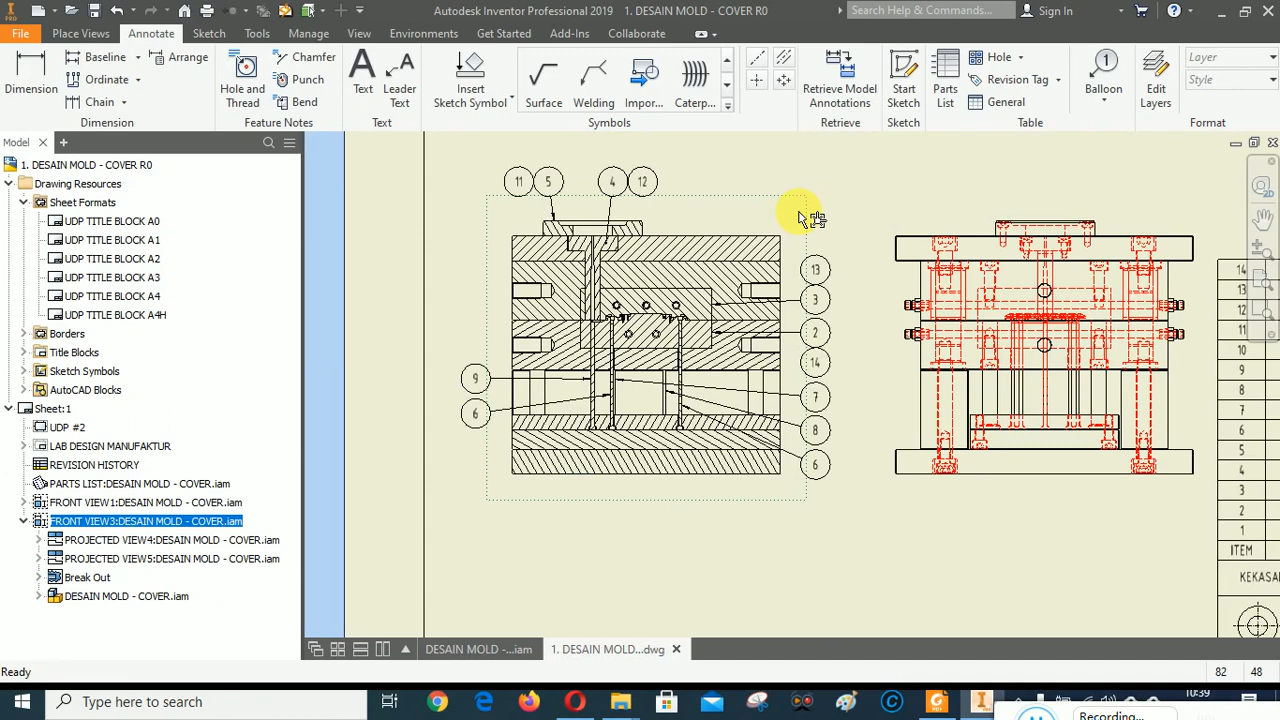 PRO
Autodesk Inventor Professional 2019   1. DESAIN MOLD - COVER R0
Search Help & Commands...
Sign In
File
Place Views
Annotate
Sketch
Tools
Manage
View
Environments
Get Started
Add-Ins
Collaborate
Dimension
Baseline
Ordinate
Chain
Arrange
Dimension
Hole and
Thread
Chamfer
Punch
Bend
Feature Notes
Text
Leader
Text
Text
Insert
Sketch Symbol
Surface
Welding
Impor...
Caterp...
Symbols
Retrieve Model
Annotations
Retrieve
Start
Sketch
Sketch
Parts
List
Hole
Revision Tag
General
Table
Balloon
Edit
Layers
Layer
Style
Format
Model
1. DESAIN MOLD - COVER R0
Drawing Resources
Sheet Formats
UDP TITLE BLOCK A0
UDP TITLE BLOCK A1
UDP TITLE BLOCK A2
UDP TITLE BLOCK A3
UDP TITLE BLOCK A4
UDP TITLE BLOCK A4H
Borders
Title Blocks
Sketch Symbols
AutoCAD Blocks
Sheet:1
UDP #2
LAB DESIGN MANUFAKTUR
REVISION HISTORY
PARTS LIST:DESAIN MOLD - COVER.iam
FRONT VIEW1:DESAIN MOLD - COVER.iam
FRONT VIEW3:DESAIN MOLD - COVER.iam
PROJECTED VIEW4:DESAIN MOLD - COVER.iam
PROJECTED VIEW5:DESAIN MOLD - COVER.iam
Break Out
DESAIN MOLD - COVER.iam
11 5 4 12
13
3
2
14
7
8
6
9
6
14
13
12
11
10
9
8
7
6
5
4
3
2
1
ITEM
KEKASA
DESAIN MOLD -...iam
1. DESAIN MOLD...dwg
Ready
82 48
Type here to search
10:39
Recording...